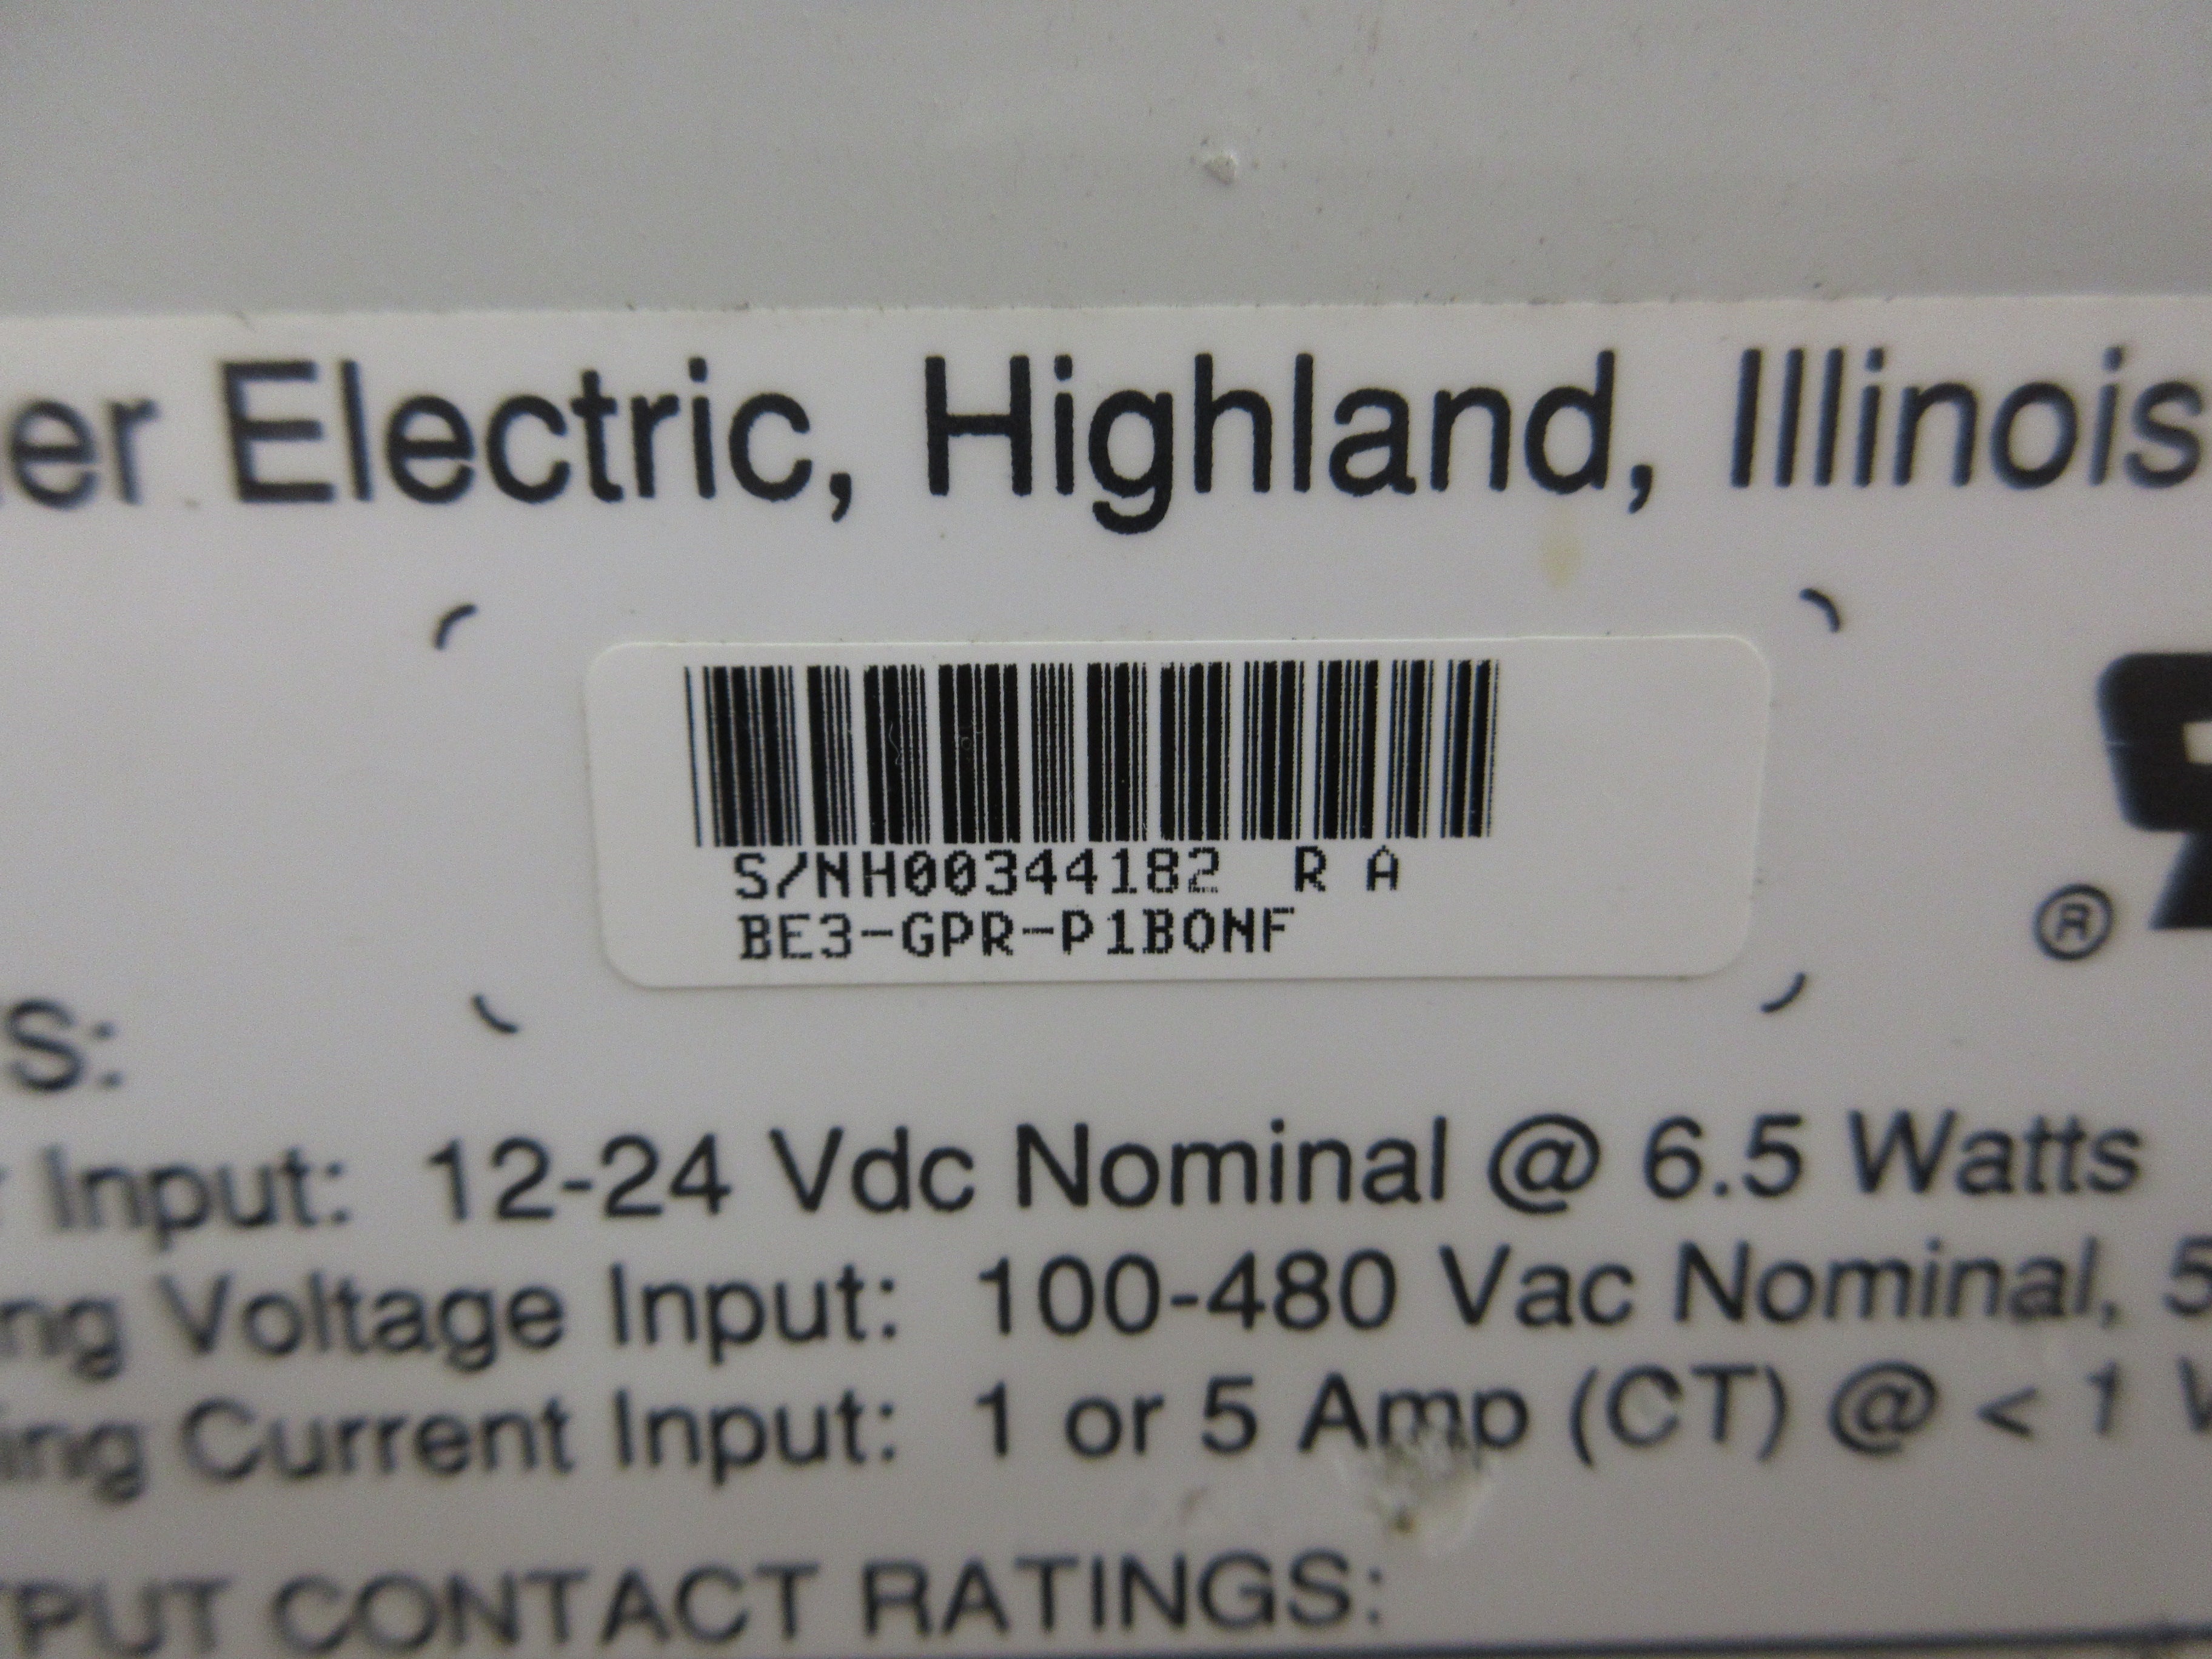 er Electric, Highland, Illinois
S/NH00344182 R A
BE3-GPR-P1B0NF
®
S:
Input: 12-24 Vdc Nominal @ 6.5 Watts
ng Voltage Input: 100-480 Vac Nominal, 5
ing Current Input: 1 or 5 Amp (CT) @ < 1 V
PUT CONTACT RATINGS: